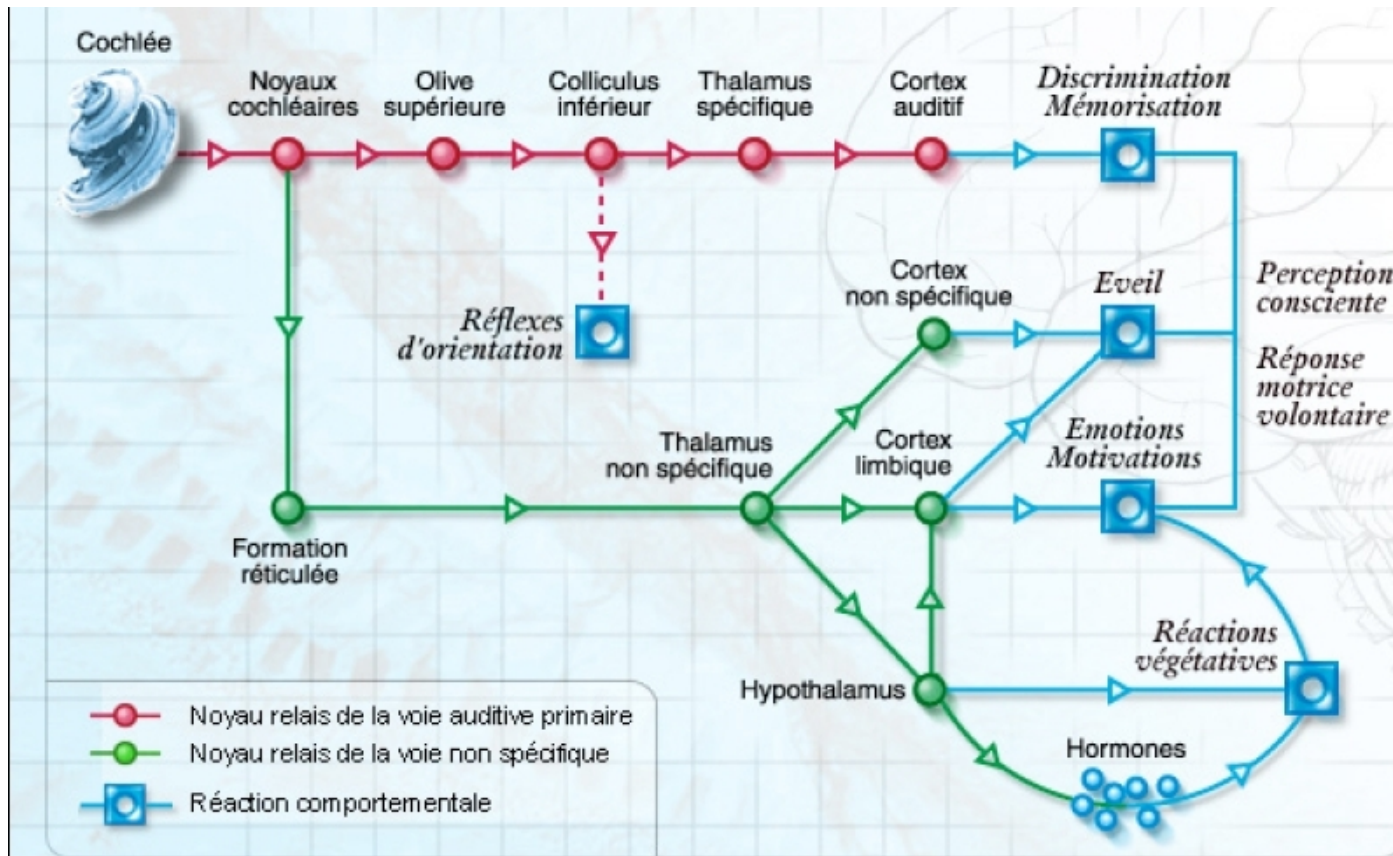 Cochlée
Noyaux
cochléaires
Olive
supérieure
Colliculus
inférieur
Thalamus
spécifique
Cortex
auditif
Discrimination
Mémorisation
Cortex
non spécifique
Eveil
Perception
consciente
Réflexes
d'orientation
Réponse
motrice
volontaire
Thalamus
non spécifique
Cortex
limbique
Emotions
Motivations
Formation
réticulée
Réactions
végétatives
Hypothalamus
Hormones
Noyau relais de la voie auditive primaire
Noyau relais de la voie non spécifique
Réaction comportementale